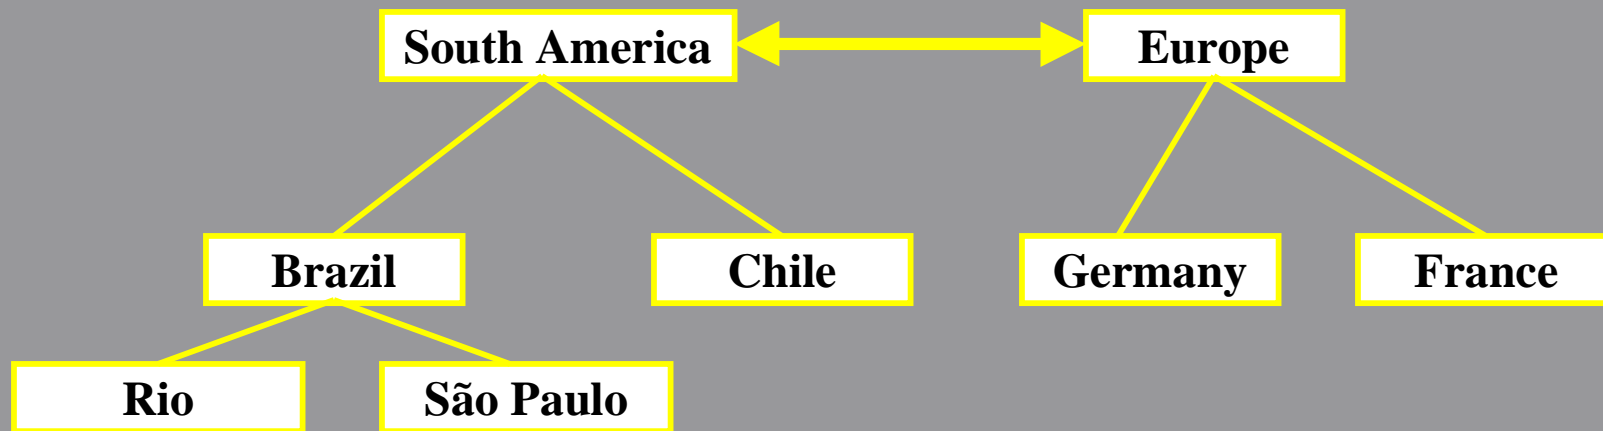 South America
Europe
Brazil
Chile
Germany
France
Rio
São Paulo